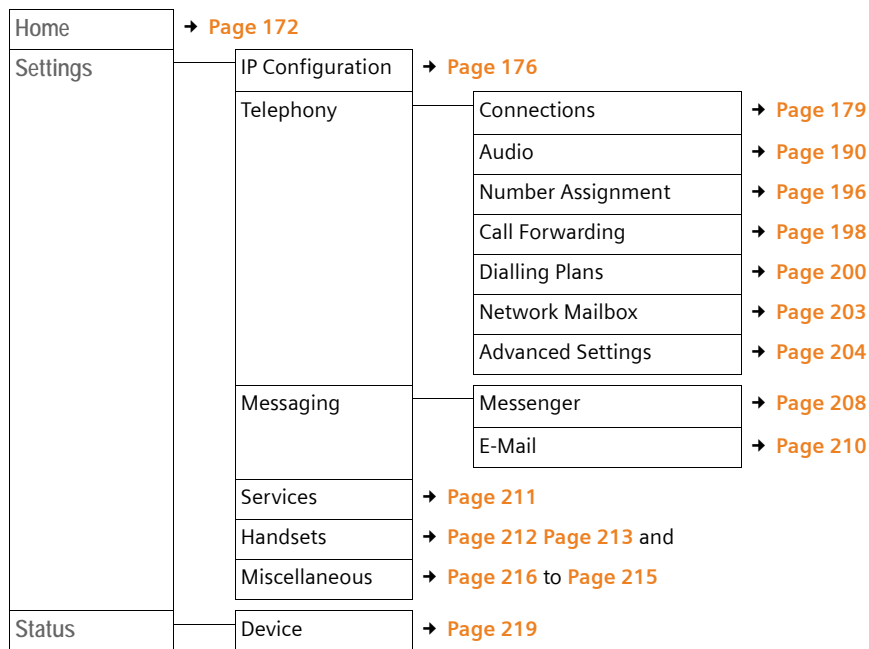 Home → Page 172
Settings IP Configuration → Page 176
Telephony Connections → Page 179
Audio → Page 190
Number Assignment → Page 196
Call Forwarding → Page 198
Dialling Plans → Page 200
Network Mailbox → Page 203
Advanced Settings → Page 204
Messaging Messenger → Page 208
E-Mail → Page 210
Services → Page 211
Handsets → Page 212 Page 213 and
Miscellaneous → Page 216 to Page 215
Status Device → Page 219